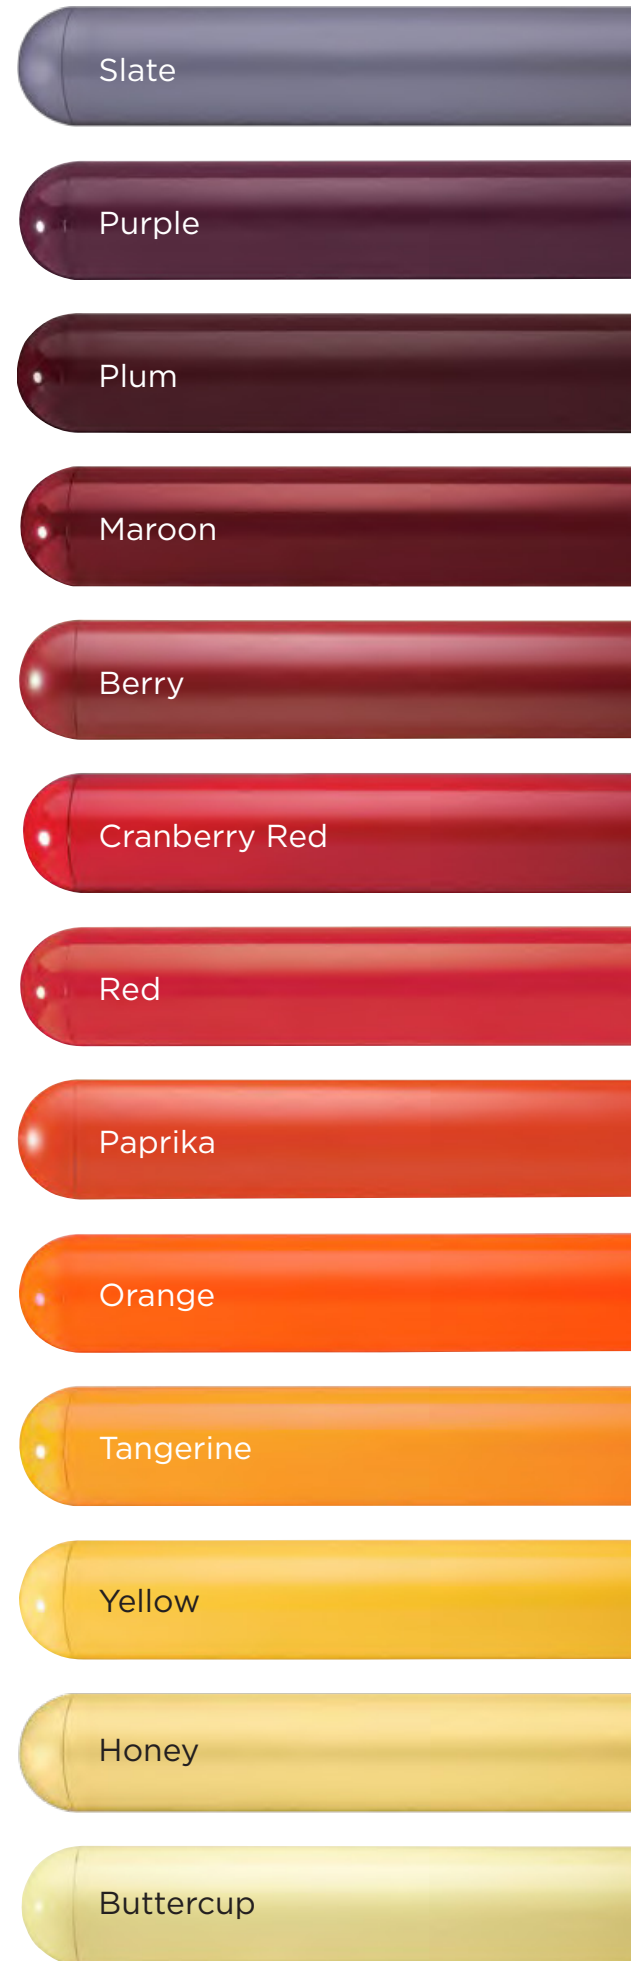 Slate
Purple
Plum
Maroon
Berry
Cranberry Red
Red
Paprika
Orange
Tangerine
Yellow
Honey
Buttercup